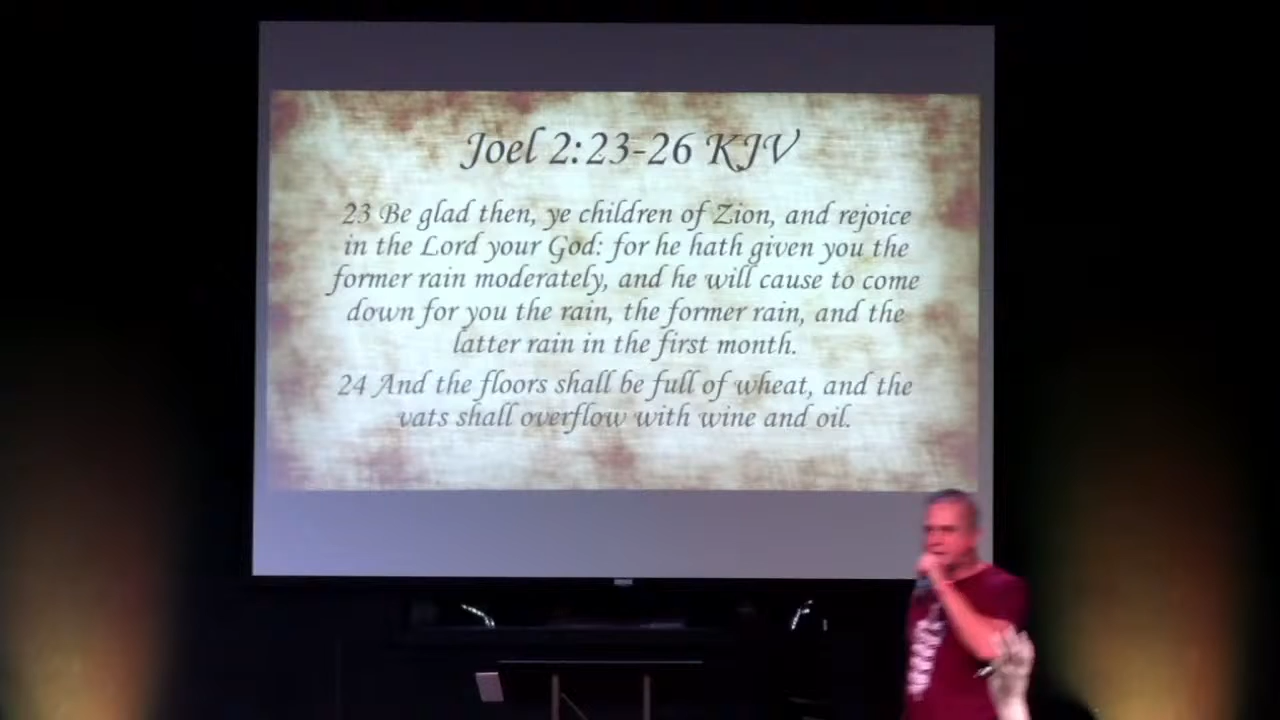 Joel 2:23-26 KJV
23 Be glad then, ye children of Zion, and rejoice
in the Lord your God: for he hath given you the
former rain moderately, and he will cause to come
down for you the rain, the former rain, and the
latter rain in the first month.
24 And the floors shall be full of wheat, and the
vats shall overflow with wine and oil.